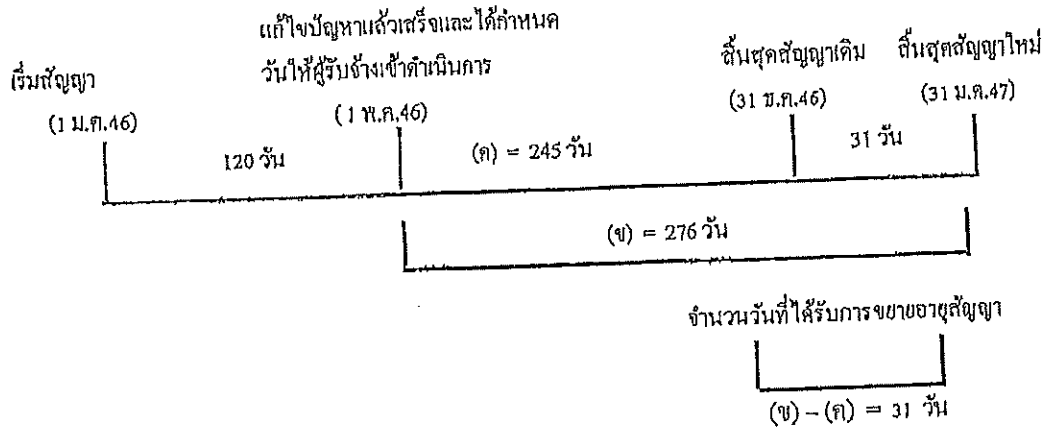 แก้ไขปัญหาแล้วเสร็จและได้กำหนด
วันให้ผู้รับจ้างเข้าดำเนินการ
(1 พ.ค.46)
เริ่มสัญญา
(1 ม.ค.46)
สิ้นสุดสัญญาเดิม
(31 ธ.ค.46)
สิ้นสุดสัญญาใหม่
(31 ม.ค.47)
120 วัน
(ค) = 245 วัน
31 วัน
(ข) = 276 วัน
จำนวนวันที่ได้รับการขยายอายุสัญญา
(ข) – (ค) = 31 วัน